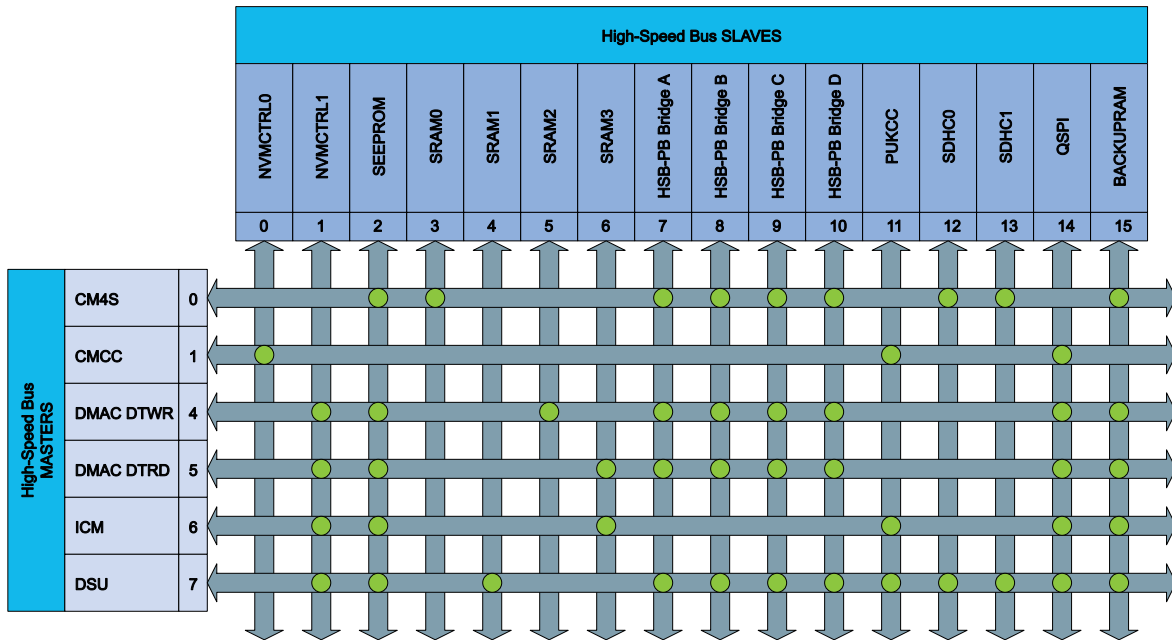 High-Speed Bus SLAVES
NVMCTRL0
NVMCTRL1
SEEPROM
SRAM0
SRAM1
SRAM2
SRAM3
HSB-PB Bridge A
HSB-PB Bridge B
HSB-PB Bridge C
HSB-PB Bridge D
PUKCC
SDHC0
SDHC1
QSPI
BACKUPRAM
0 1 2 3 4 5 6 7 8 9 10 11 12 13 14 15
High-Speed Bus
MASTERS
CM4S 0
CMCC 1
DMAC DTWR 4
DMAC DTRD 5
ICM 6
DSU 7